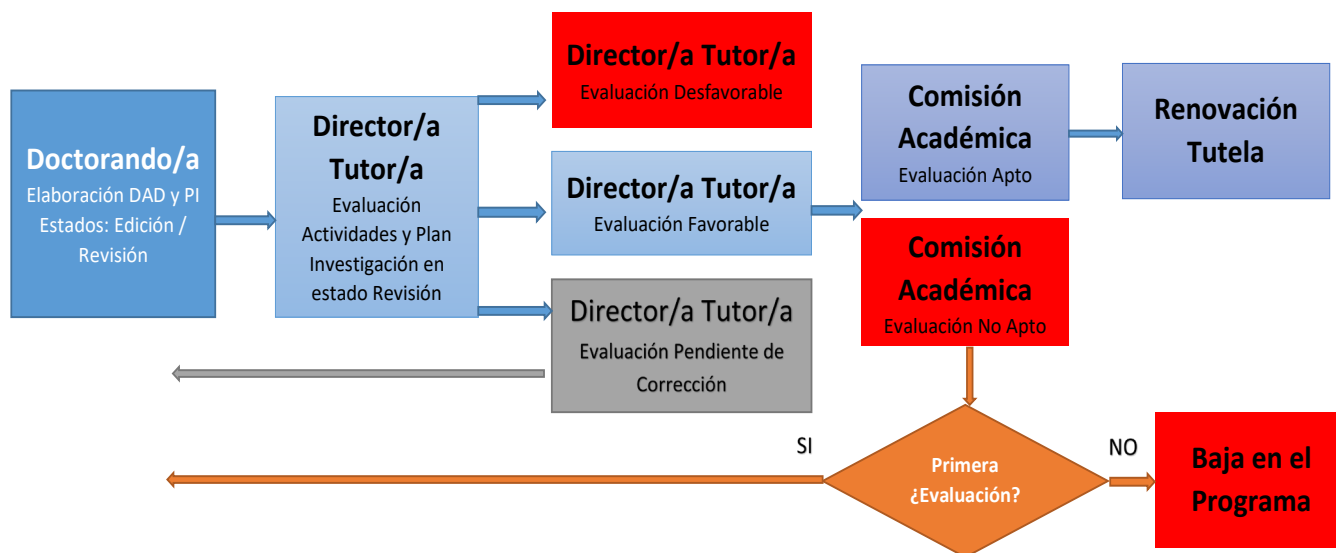 Doctorando/a
Elaboración DAD y PI
Estados: Edición /
Revisión
Director/a
Tutor/a
Evaluación
Actividades y Plan
Investigación en
estado Revisión
Director/a Tutor/a
Evaluación Desfavorable
Director/a Tutor/a
Evaluación Favorable
Director/a Tutor/a
Evaluación Pendiente de
Corrección
Comisión
Académica
Evaluación Apto
Renovación
Tutela
Comisión
Académica
Evaluación No Apto
SI
Primera
¿Evaluación?
NO
Baja en el
Programa